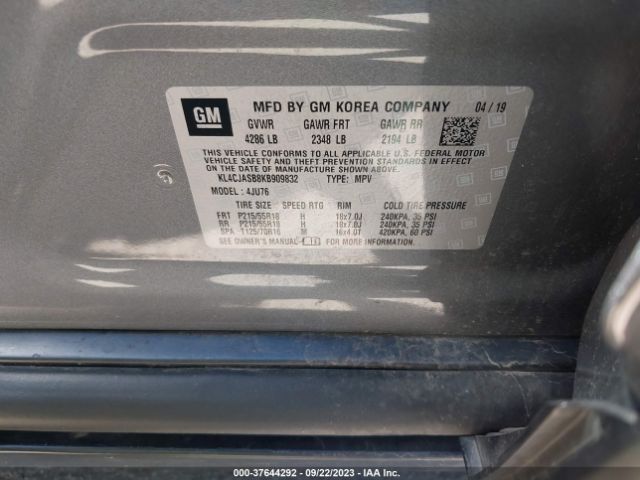 GM
MFD BY GM KOREA COMPANY 04/19
GVWR GAWR FRT GAWR RR
4286 LB 2348 LB 2194 LB
THIS VEHICLE CONFORMS TO ALL APPLICABLE U.S. FEDERAL MOTOR
VEHICLE SAFETY AND THEFT PREVENTION STANDARDS IN EFFECT
ON THE DATE OF MANUFACTURE SHOWN ABOVE.
KL4CJASB8KB909832 TYPE: MPV
MODEL: 4JU76
TIRE SIZE SPEED RTG RIM COLD TIRE PRESSURE
FRT P215/55R18 H 18x7.0J 240KPA, 35 PSI
RR P215/55R18 H 18x7.0J 240KPA, 35 PSI
SPA T125/70R16 M 16x4.0T 420KPA, 60 PSI
SEE OWNER'S MANUAL FOR MORE INFORMATION.
000-37644292 - 09/22/2023 - IAA Inc.